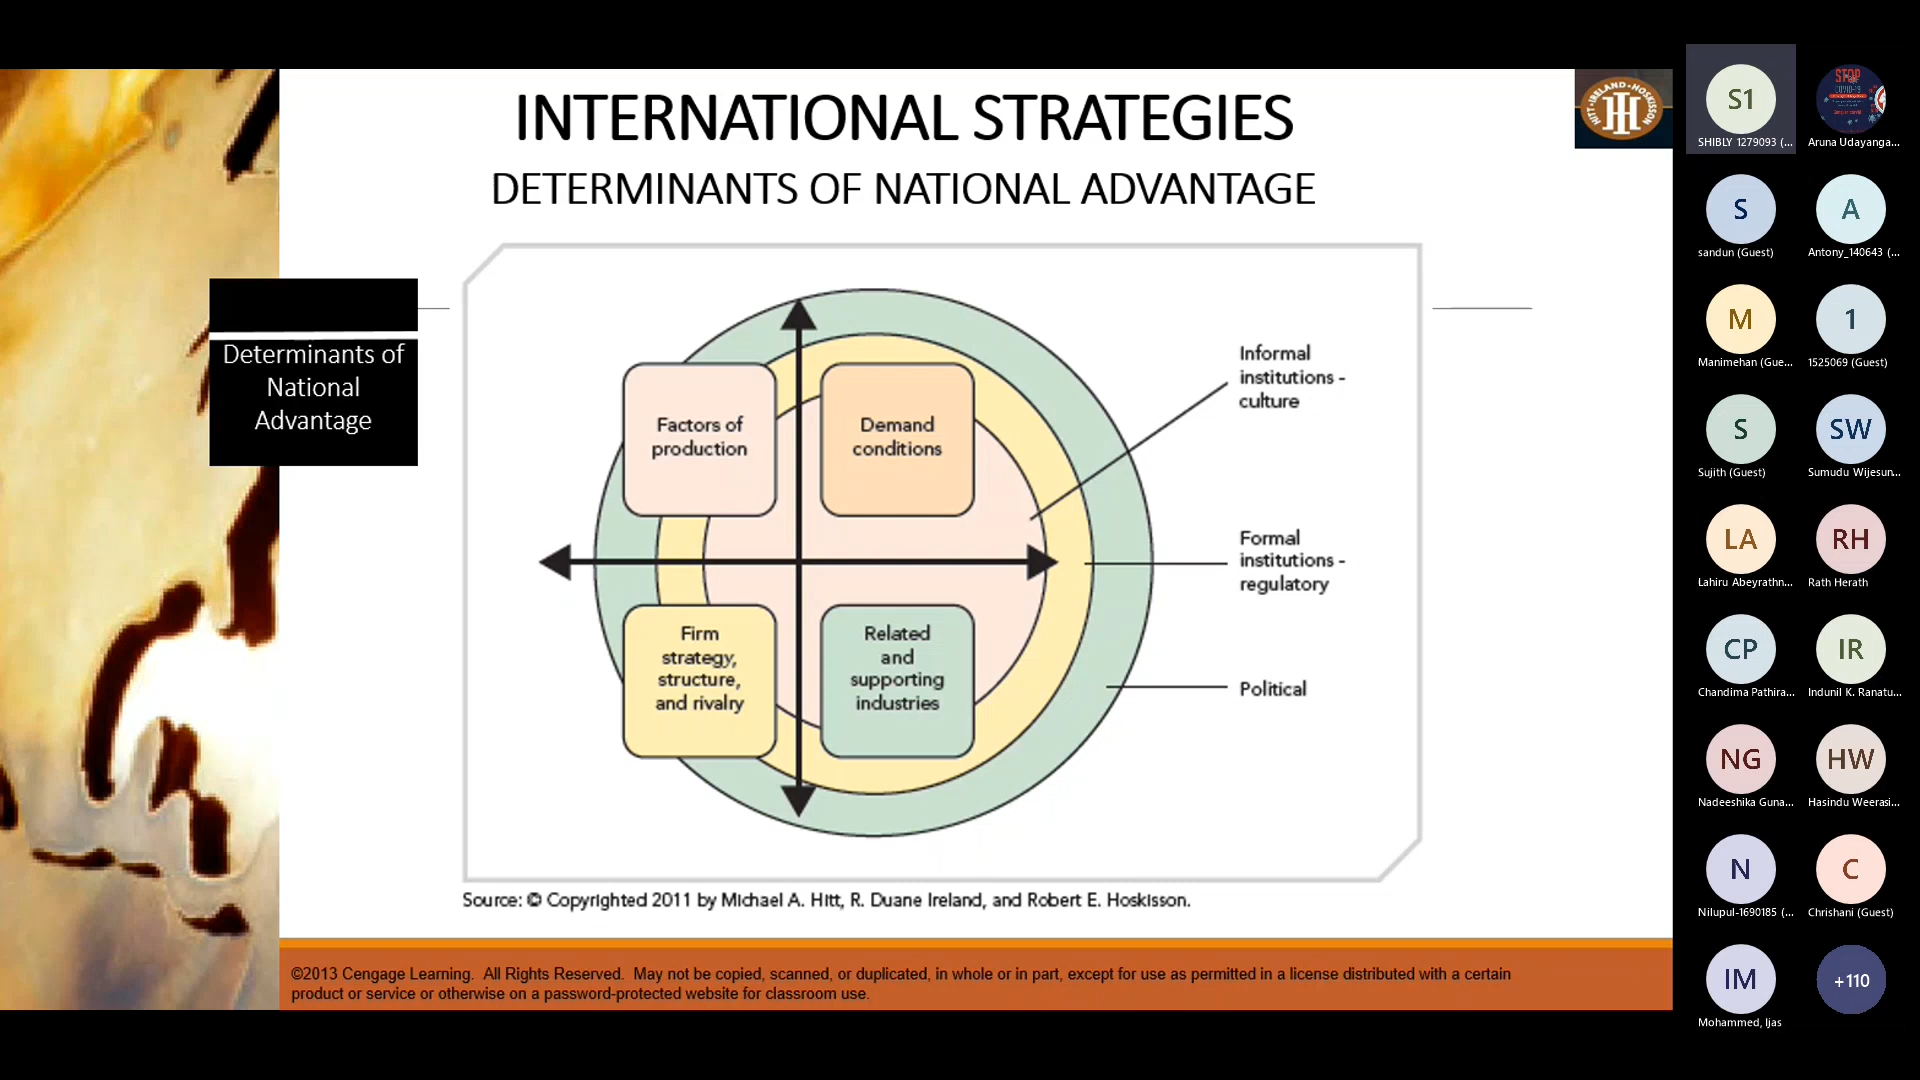 INTERNATIONAL STRATEGIES
DETERMINANTS OF NATIONAL ADVANTAGE
HITT · IRELAND · HOSKISSON
Determinants of
National
Advantage
Factors of
production
Demand
conditions
Firm
strategy,
structure,
and rivalry
Related
and
supporting
industries
Informal
institutions -
culture
Formal
institutions -
regulatory
Political
Source: © Copyrighted 2011 by Michael A. Hitt, R. Duane Ireland, and Robert E. Hoskisson.
©2013 Cengage Learning. All Rights Reserved. May not be copied, scanned, or duplicated, in whole or in part, except for use as permitted in a license distributed with a certain
product or service or otherwise on a password-protected website for classroom use.
S1
SHIBLY 1279093 (...
STOP
COVID-19
Aruna Udayanga...
S
sandun (Guest)
A
Antony_140643 (...
M
Manimehan (Gue...
1
1525069 (Guest)
S
Sujith (Guest)
SW
Sumudu Wijesun...
LA
Lahiru Abeyrathn...
RH
Rath Herath
CP
Chandima Pathira...
IR
Indunil K. Ranatu...
NG
Nadeeshika Guna...
HW
Hasindu Weerasi...
N
Nilupul-1690185 (...
C
Chrishani (Guest)
IM
Mohammed, Ijas
+110